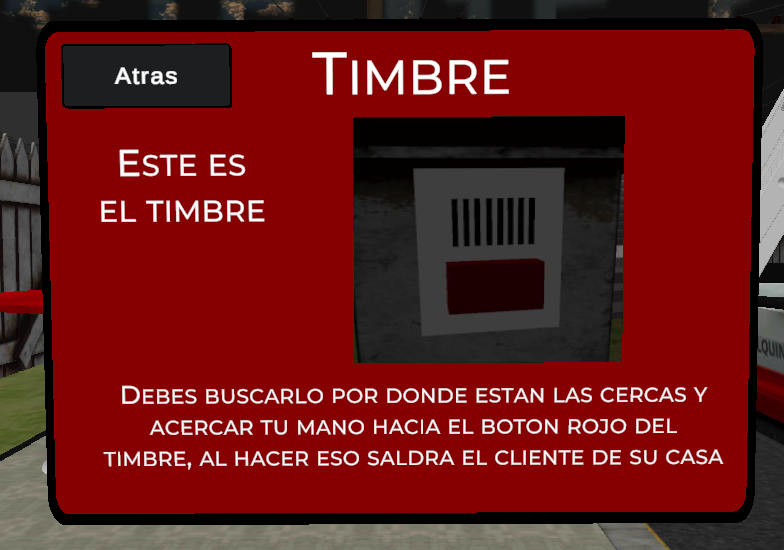 Atras
TIMBRE
ESTE ES
EL TIMBRE
DEBES BUSCARLO POR DONDE ESTAN LAS CERCAS Y
ACERCAR TU MANO HACIA EL BOTON ROJO DEL
TIMBRE, AL HACER ESO SALDRA EL CLIENTE DE SU CASA